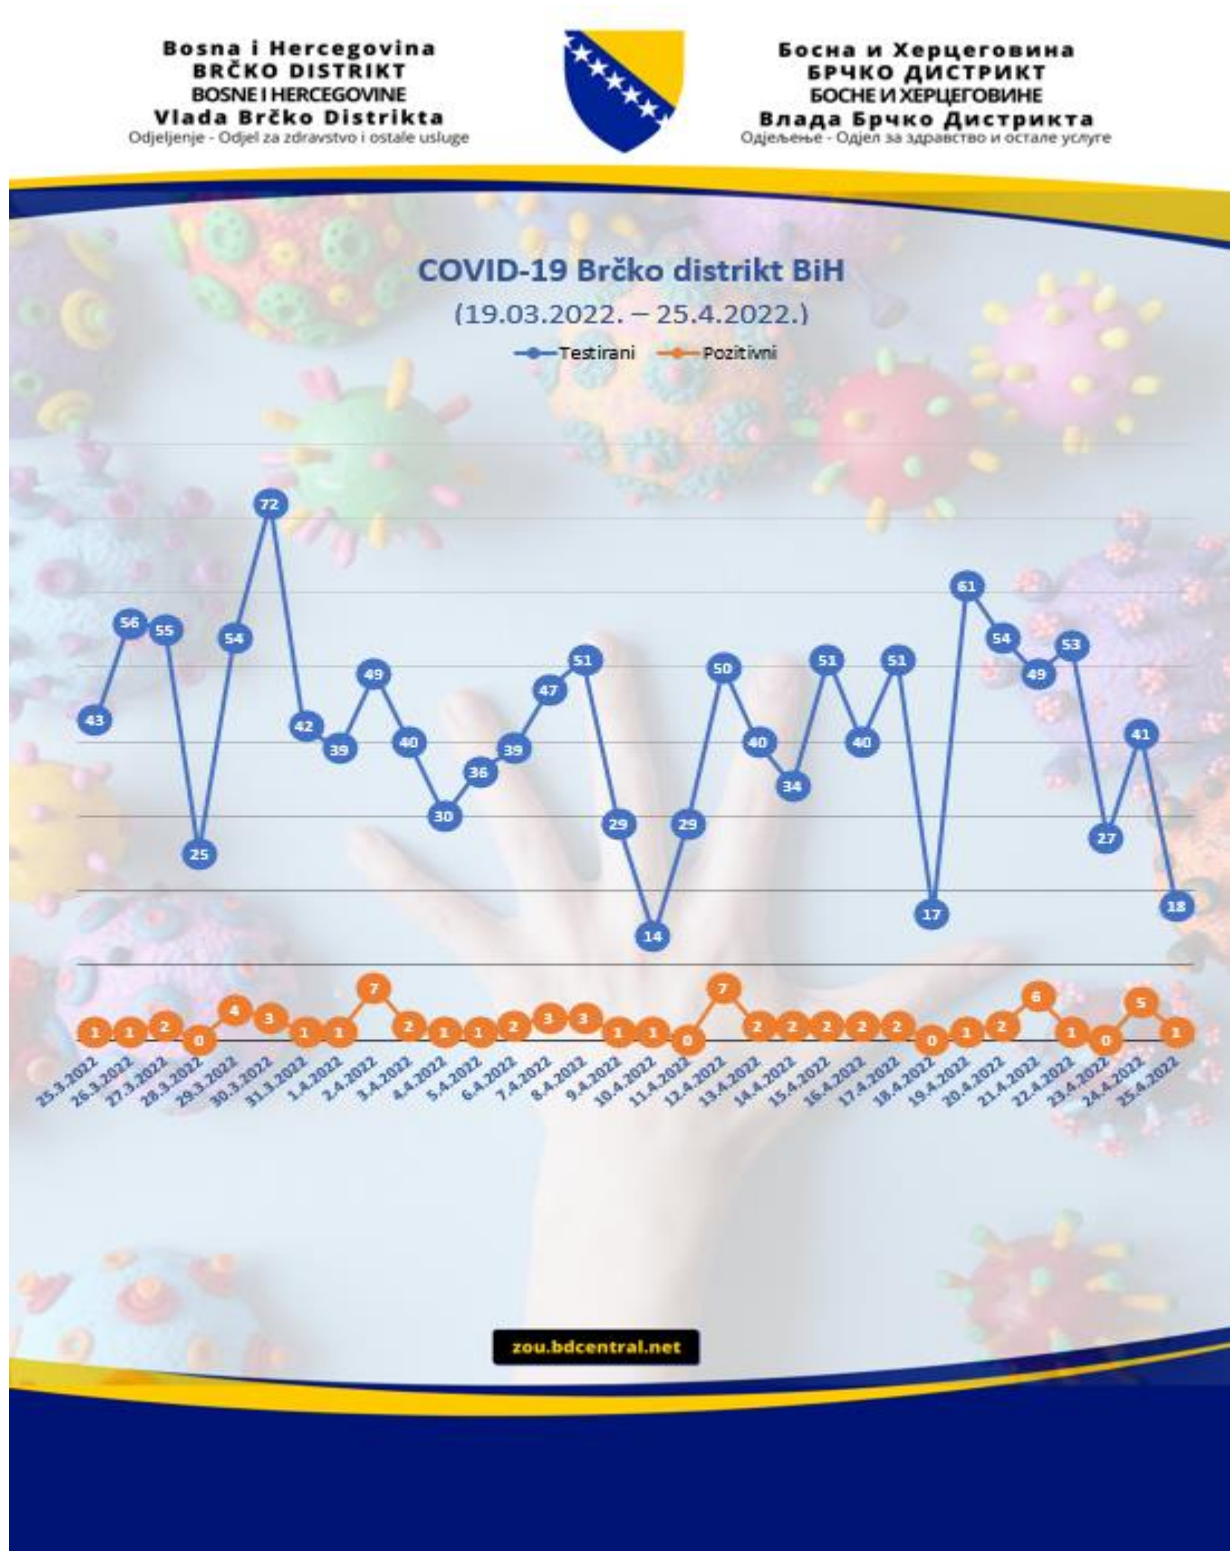 Bosna i Hercegovina
BRČKO DISTRIKT
BOSNE I HERCEGOVINE
Vlada Brčko Distrikta
Odjeljenje - Odjel za zdravstvo i ostale usluge
Босна и Херцеговина
БРЧКО ДИСТРИКТ
БОСНЕ И ХЕРЦЕГОВИНЕ
Влада Брчко Дистрикта
Одјељење - Одјел за здравство и остале услуге
COVID-19 Brčko distrikt BiH
(19.03.2022. – 25.4.2022.)
Testirani Pozitivni
43 56 55 25 54 72 42 39 49 40 30 36 39 47 51 29 14 29 50 40 34 51 40 51 17 61 54 49 53 27 41 18
1 1 2 0 4 3 1 1 7 2 1 1 2 3 3 1 1 0 7 2 2 2 2 2 0 1 2 6 1 0 5 1
25.3.2022 26.3.2022 27.3.2022 28.3.2022 29.3.2022 30.3.2022 31.3.2022 1.4.2022 2.4.2022 3.4.2022 4.4.2022 5.4.2022 6.4.2022 7.4.2022 8.4.2022 9.4.2022 10.4.2022 11.4.2022 12.4.2022 13.4.2022 14.4.2022 15.4.2022 16.4.2022 17.4.2022 18.4.2022 19.4.2022 20.4.2022 21.4.2022 22.4.2022 23.4.2022 24.4.2022 25.4.2022
zou.bdcentral.net